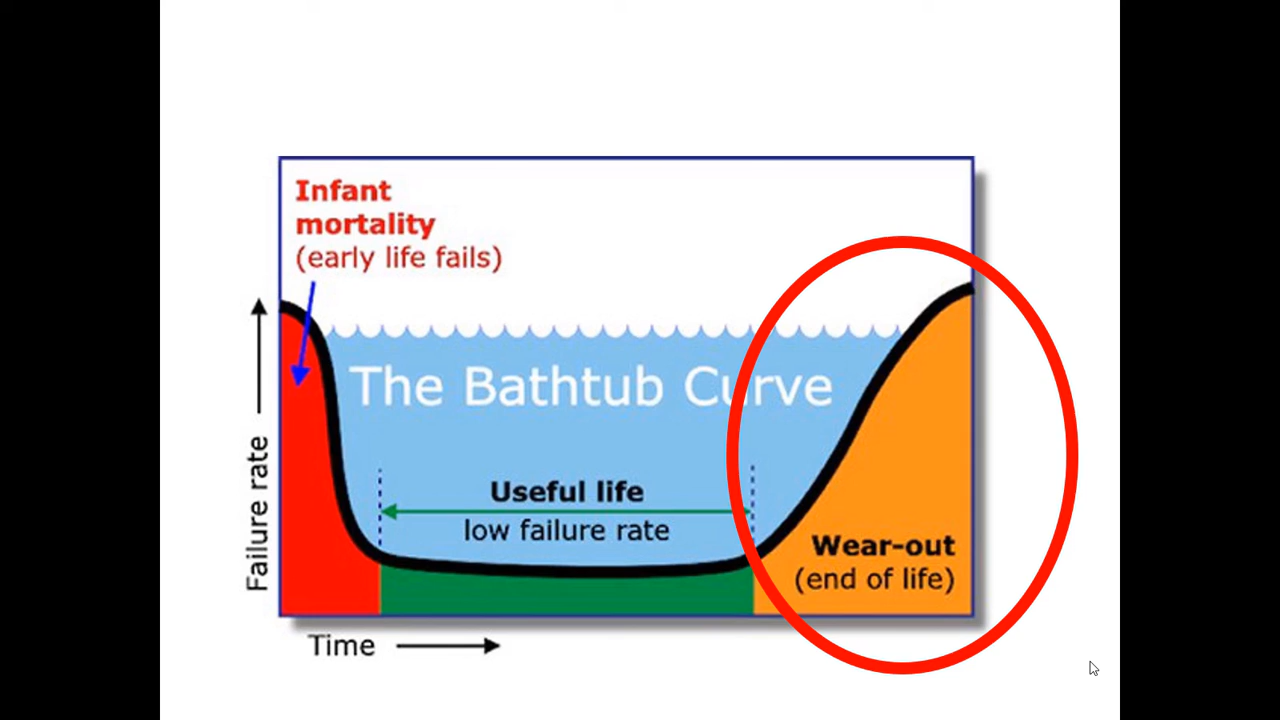 Infant
mortality
(early life fails)
The Bathtub Curve
Useful life
low failure rate
Wear-out
(end of life)
Failure rate
Time